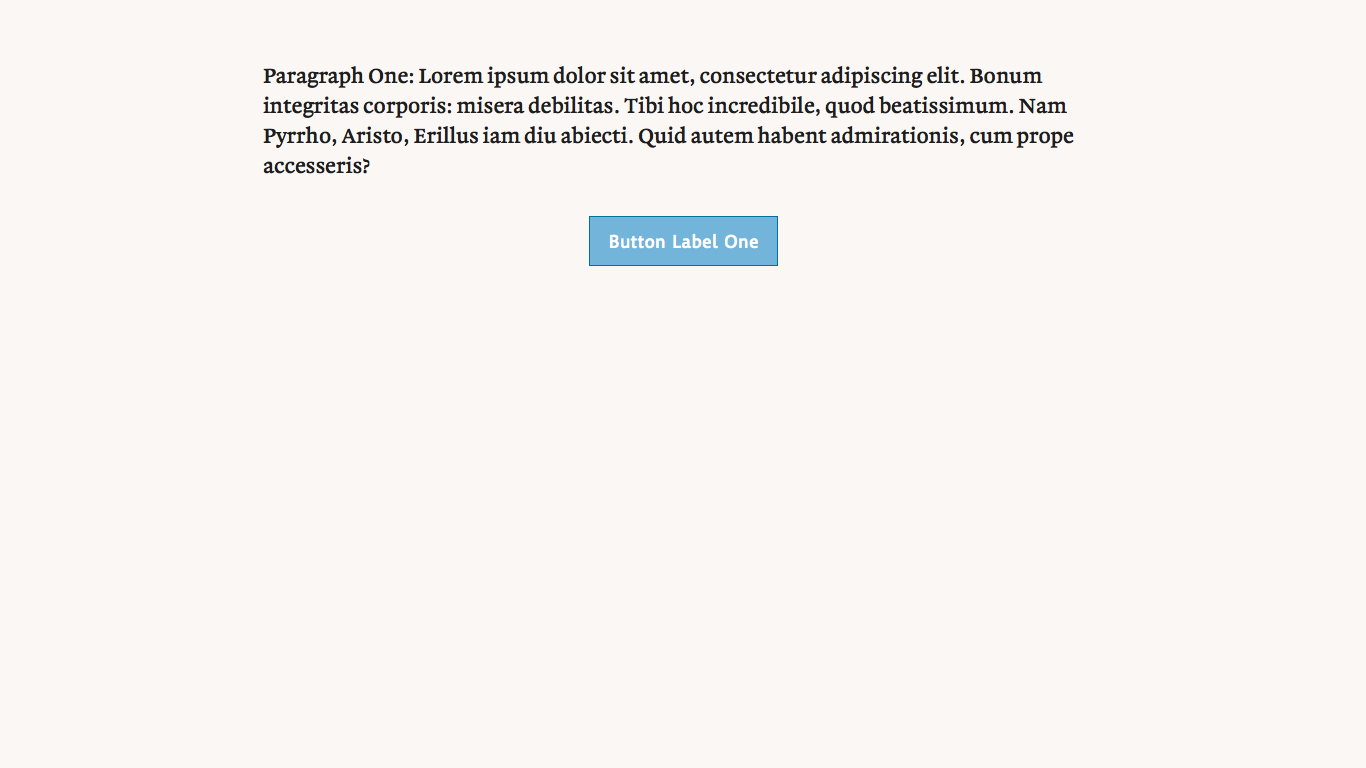 Paragraph One: Lorem ipsum dolor sit amet, consectetur adipiscing elit. Bonum
integritas corporis: misera debilitas. Tibi hoc incredibile, quod beatissimum. Nam
Pyrrho, Aristo, Erillus iam diu abiecti. Quid autem habent admirationis, cum prope
accesseris?
Button Label One